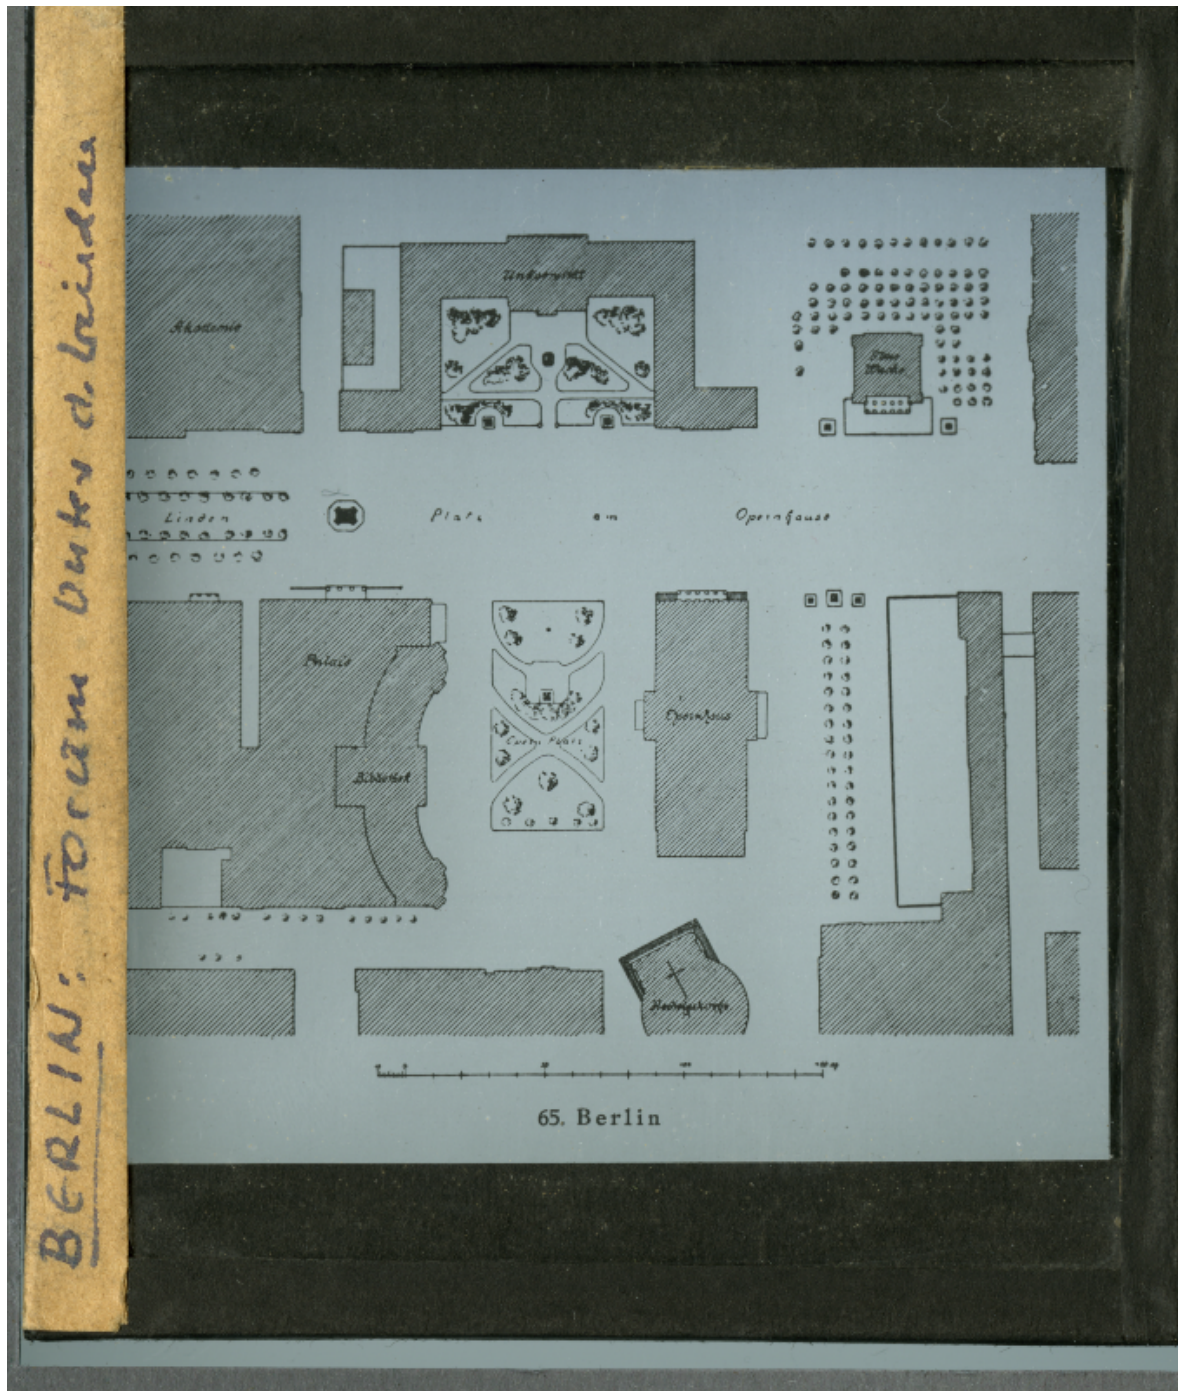 BERLIN: Forum Unter d. Linden
Akademie
Universität
Neue
Wache
Linden
Platz am Opernhause
Palais
Opernhaus
Bibliothek
Hedwigskirche
65. Berlin